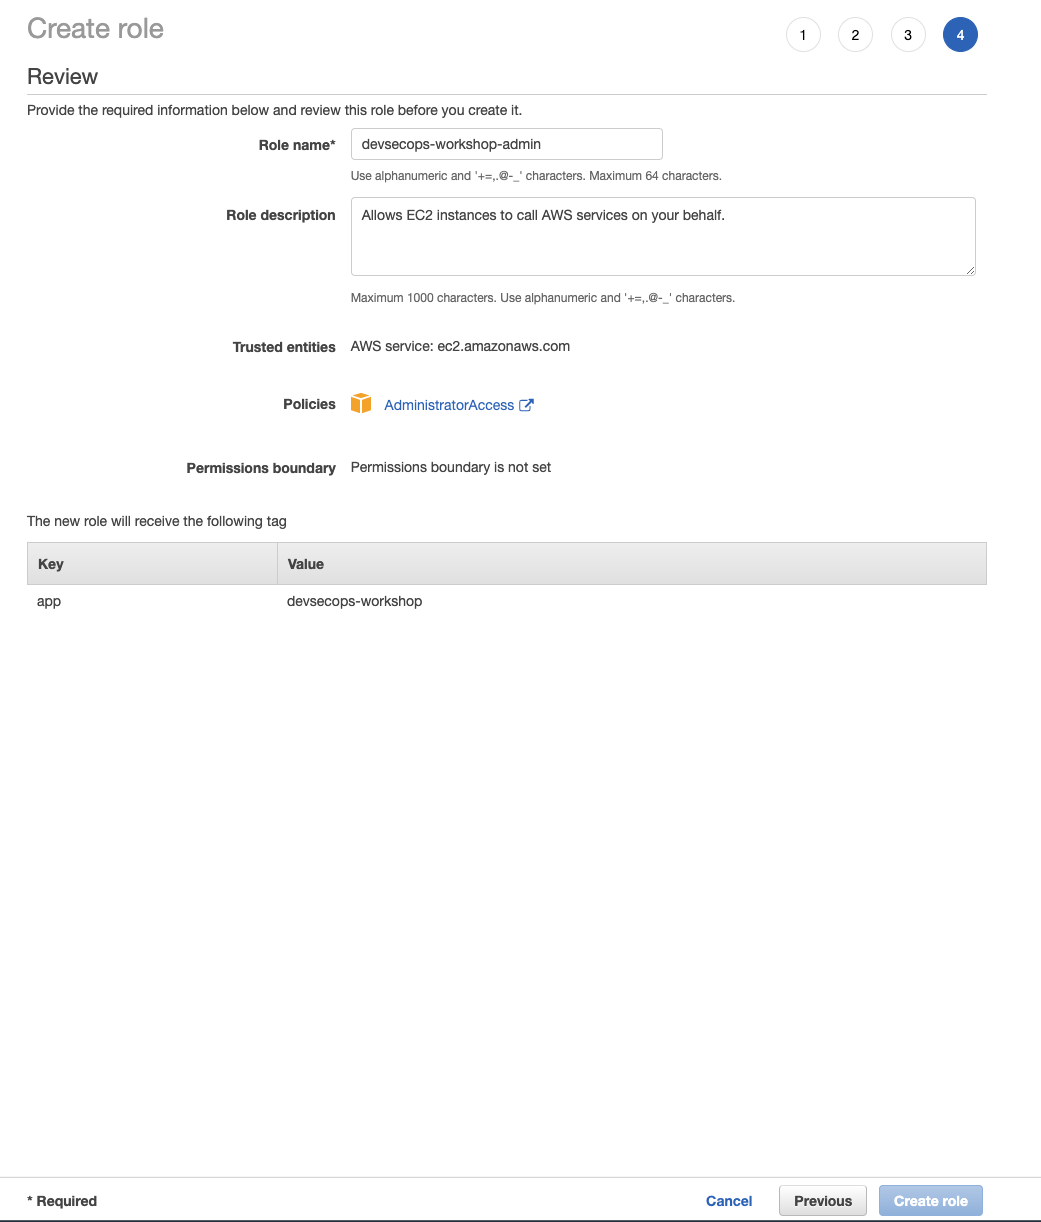 Create role
1 2 3 4
Review
Provide the required information below and review this role before you create it.
Role name* devsecops-workshop-admin
Use alphanumeric and '+=,.@-_' characters. Maximum 64 characters.
Role description Allows EC2 instances to call AWS services on your behalf.
Maximum 1000 characters. Use alphanumeric and '+=,.@-_' characters.
Trusted entities AWS service: ec2.amazonaws.com
Policies AdministratorAccess
Permissions boundary Permissions boundary is not set
The new role will receive the following tag
Key Value
app devsecops-workshop
* Required Cancel Previous Create role